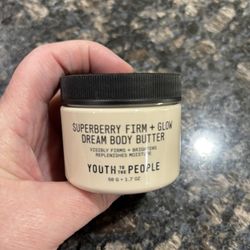 SUPERBERRY FIRM + GLOW
DREAM BODY BUTTER
VISIBLY FIRMS + BRIGHTENS
REPLENISHES MOISTURE
YOUTH TO THE PEOPLE
50 G • 1.7 OZ